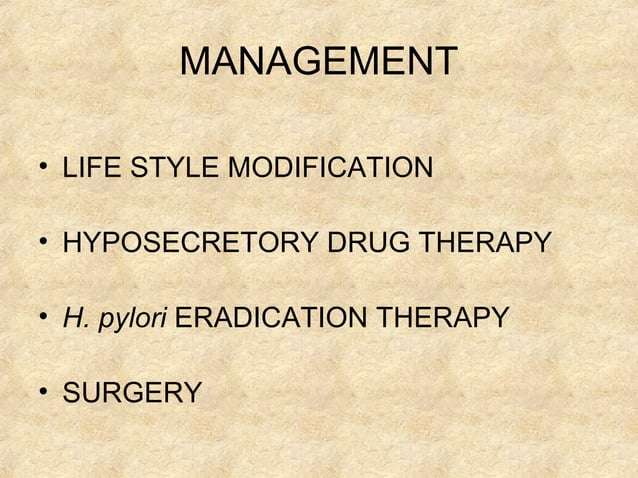 MANAGEMENT
• LIFE STYLE MODIFICATION
• HYPOSECRETORY DRUG THERAPY
• H. pylori ERADICATION THERAPY
• SURGERY